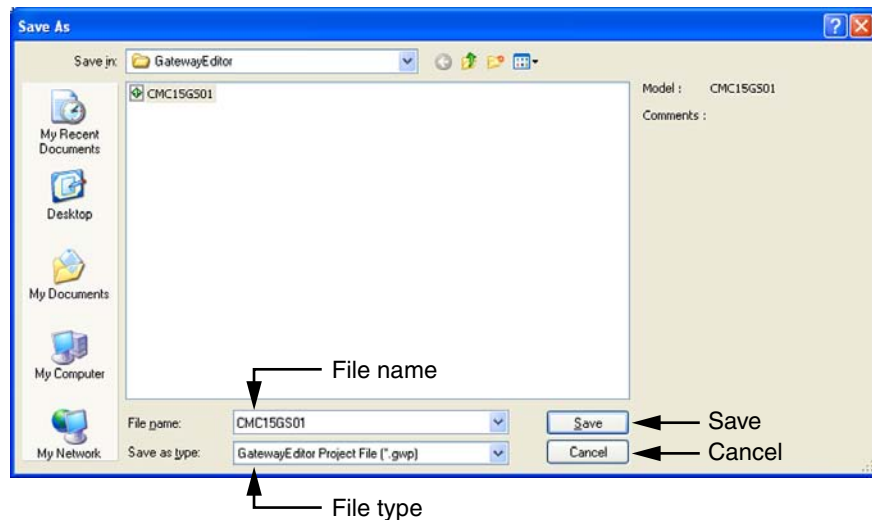 Save As
Save in:
GatewayEditor
CMC15GS01
Model :
CMC15GS01
Comments :
My Recent
Documents
Desktop
My Documents
My Computer
My Network
File name
File name:
CMC15GS01
Save
Save
Save as type:
GatewayEditor Project File (*.gwp)
Cancel
Cancel
File type